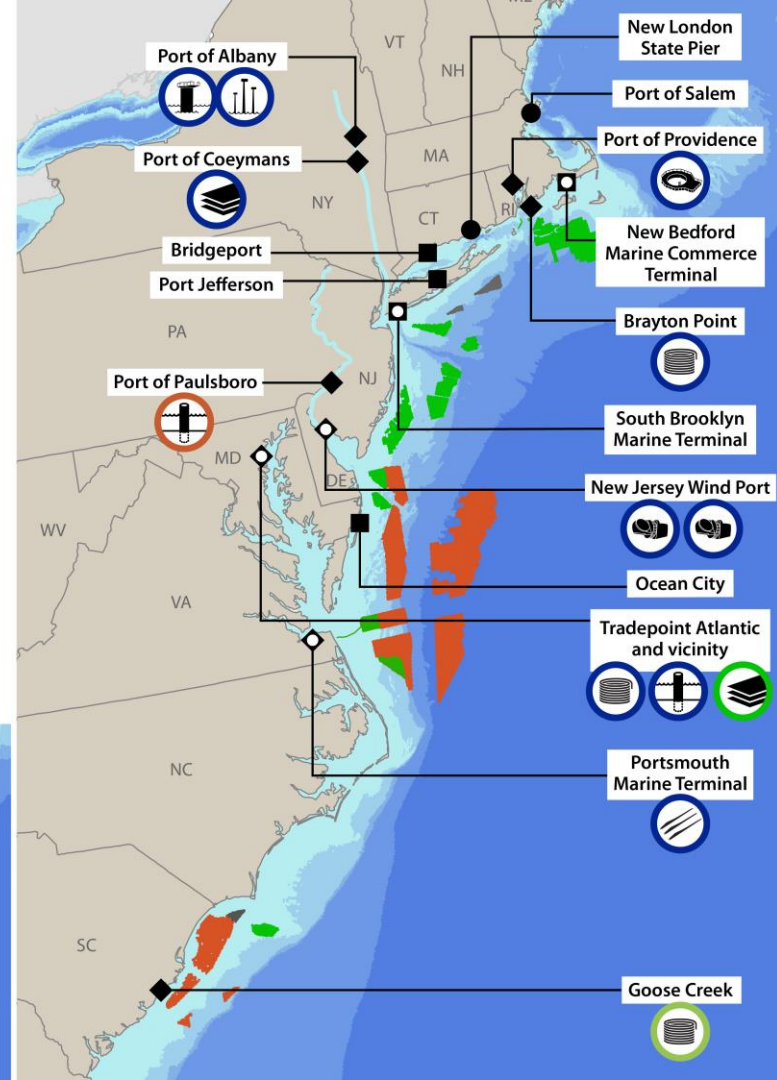 ME
VT
NH
New London
State Pier
Port of Albany
Port of Salem
Port of Coeymans
MA
Port of Providence
NY
CT
RI
New Bedford
Marine Commerce
Terminal
Bridgeport
Port Jefferson
PA
Brayton Point
Port of Paulsboro
NJ
South Brooklyn
Marine Terminal
MD
DE
New Jersey Wind Port
WV
Ocean City
VA
Tradepoint Atlantic
and vicinity
NC
Portsmouth
Marine Terminal
SC
Goose Creek